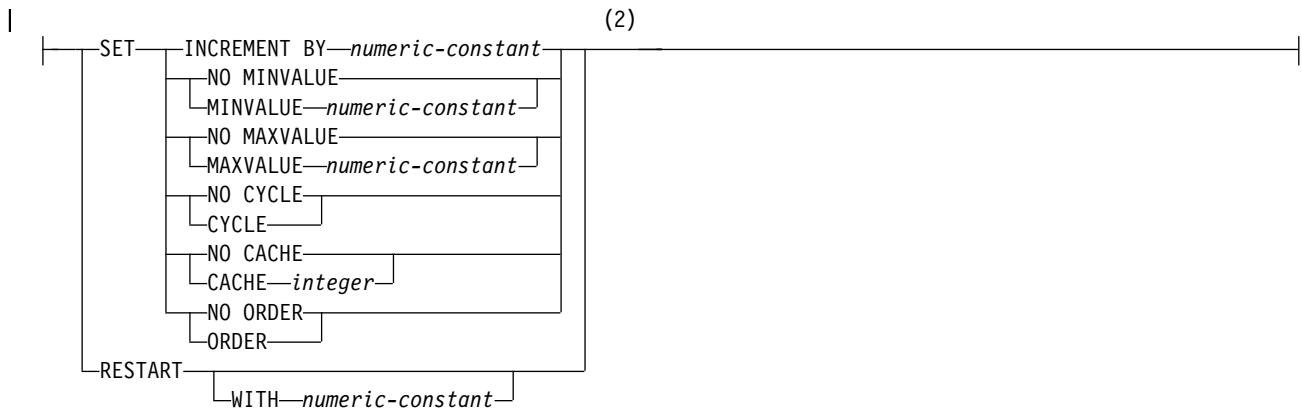 (2)
SET INCREMENT BY numeric-constant
NO MINVALUE
MINVALUE numeric-constant
NO MAXVALUE
MAXVALUE numeric-constant
NO CYCLE
CYCLE
NO CACHE
CACHE integer
NO ORDER
ORDER
RESTART
WITH numeric-constant